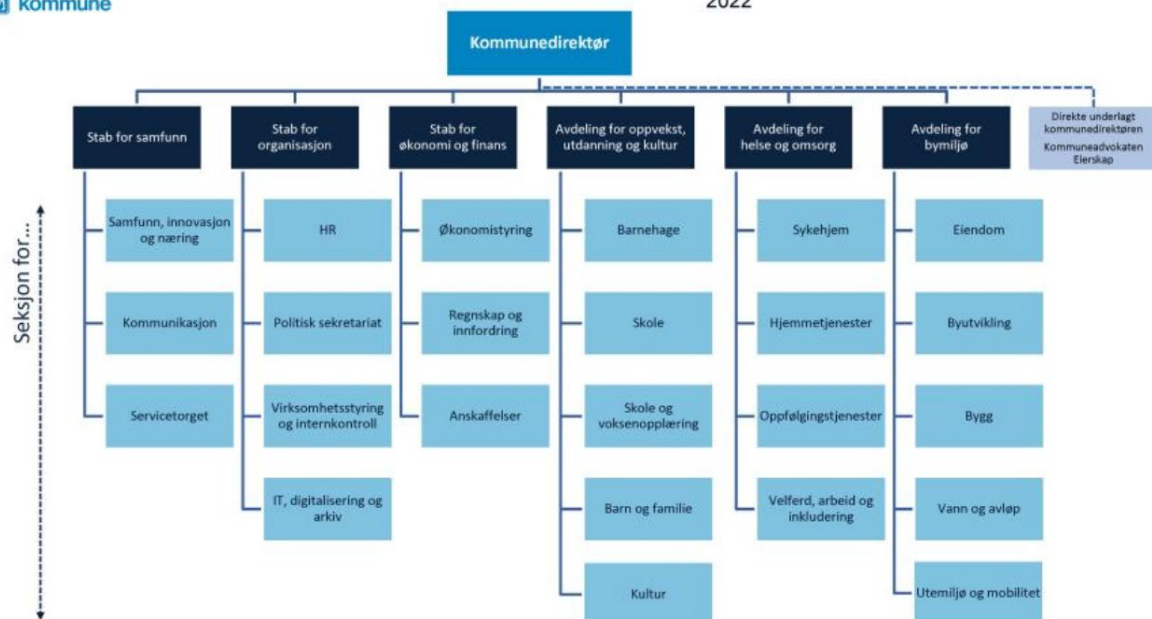 kommune
2022
Kommunedirektør
Stab for samfunn
Stab for
organisasjon
Stab for
økonomi og finans
Avdeling for oppvekst,
utdanning og kultur
Avdeling for
helse og omsorg
Avdeling for
bymiljø
Direkte underlagt
kommunedirektøren
Kommuneadvokaten
Eierskap
Seksjon for...
Samfunn, innovasjon
og næring
Kommunikasjon
Servicetorget
HR
Politisk sekretariat
Virksomhetsstyring
og internkontroll
IT, digitalisering og
arkiv
Økonomistyring
Regnskap og
innfordring
Anskaffelser
Barnehage
Skole
Skole og
voksenopplæring
Barn og familie
Kultur
Sykehjem
Hjemmetjenester
Oppfølgingstjenester
Velferd, arbeid og
inkludering
Eiendom
Byutvikling
Bygg
Vann og avløp
Utemiljø og mobilitet